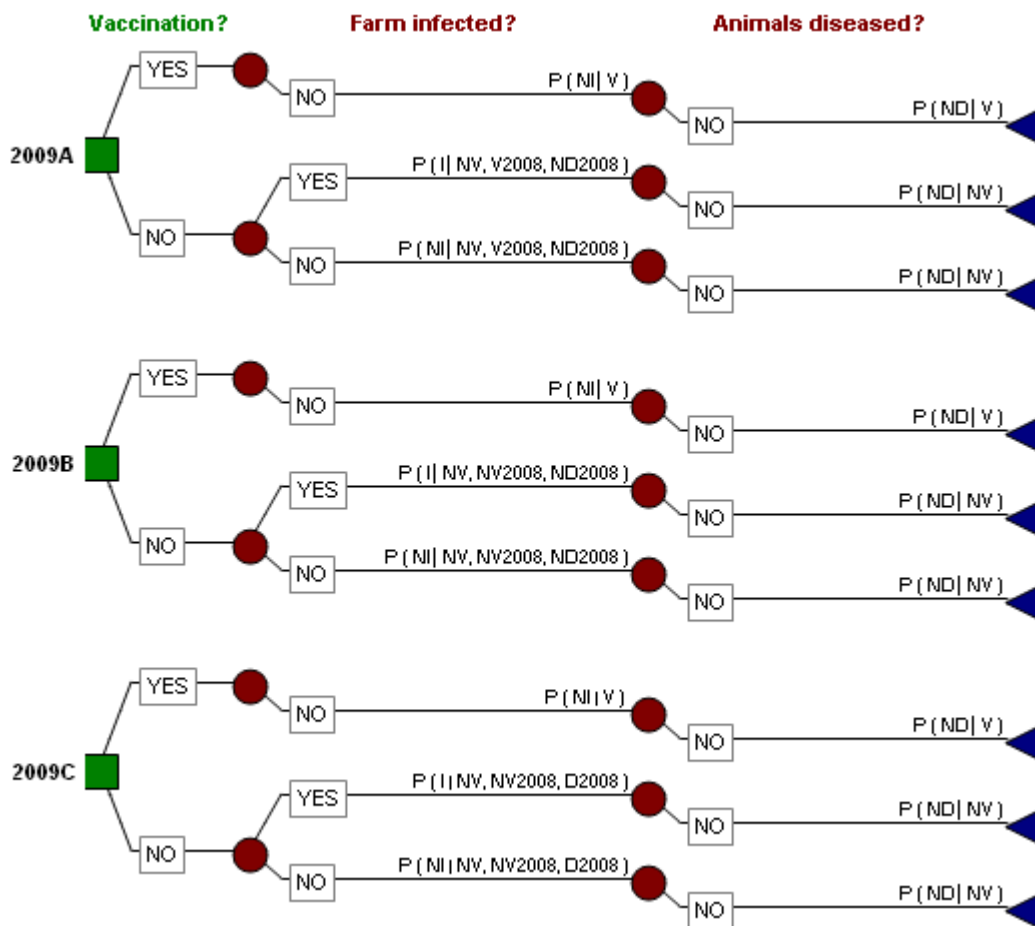 Vaccination? Farm infected? Animals diseased?
YES
NO
P ( NI | V )
NO
P ( ND | V )
2009A
YES
P ( I | NV, V2008, ND2008 )
NO
P ( ND | NV )
NO
NO
P ( NI | NV, V2008, ND2008 )
NO
P ( ND | NV )
YES
NO
P ( NI | V )
NO
P ( ND | V )
2009B
YES
P ( I | NV, NV2008, ND2008 )
NO
P ( ND | NV )
NO
NO
P ( NI | NV, NV2008, ND2008 )
NO
P ( ND | NV )
YES
NO
P ( NI | V )
NO
P ( ND | V )
2009C
YES
P ( I | NV, NV2008, D2008 )
NO
P ( ND | NV )
NO
NO
P ( NI | NV, NV2008, D2008 )
NO
P ( ND | NV )